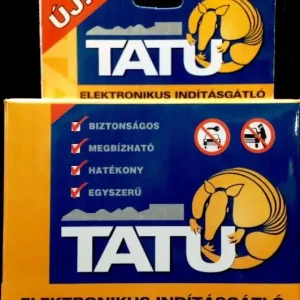 ÚJ
TATU
ELEKTRONIKUS INDÍTÁSGÁTLÓ
BIZTONSÁGOS
MEGBÍZHATÓ
HATÉKONY
EGYSZERŰ
TATU
ELEKTRONIKUS INDÍTÁSGÁTLÓ